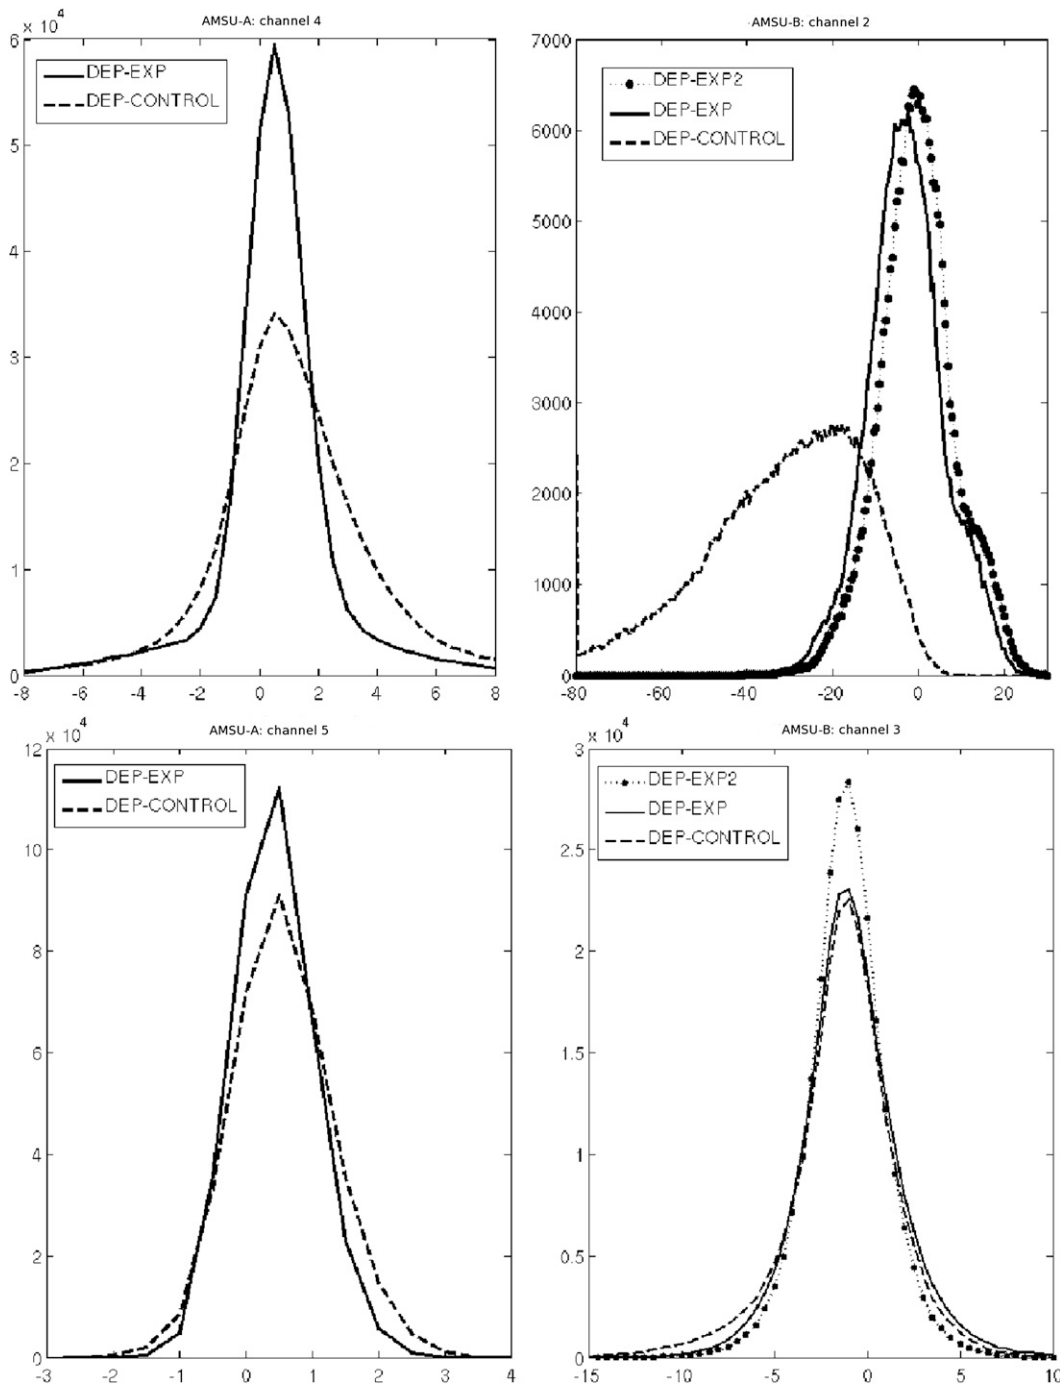 AMSU-A: channel 4
x 10^4
DEP-EXP
DEP-CONTROL
6
5
4
3
2
1
0
-8 -6 -4 -2 0 2 4 6 8
AMSU-B: channel 2
DEP-EXP2
DEP-EXP
DEP-CONTROL
7000
6000
5000
4000
3000
2000
1000
0
-80 -60 -40 -20 0 20
AMSU-A: channel 5
x 10^4
DEP-EXP
DEP-CONTROL
12
10
8
6
4
2
0
-3 -2 -1 0 1 2 3 4
AMSU-B: channel 3
x 10^4
DEP-EXP2
DEP-EXP
DEP-CONTROL
3
2.5
2
1.5
1
0.5
0
-15 -10 -5 0 5 10